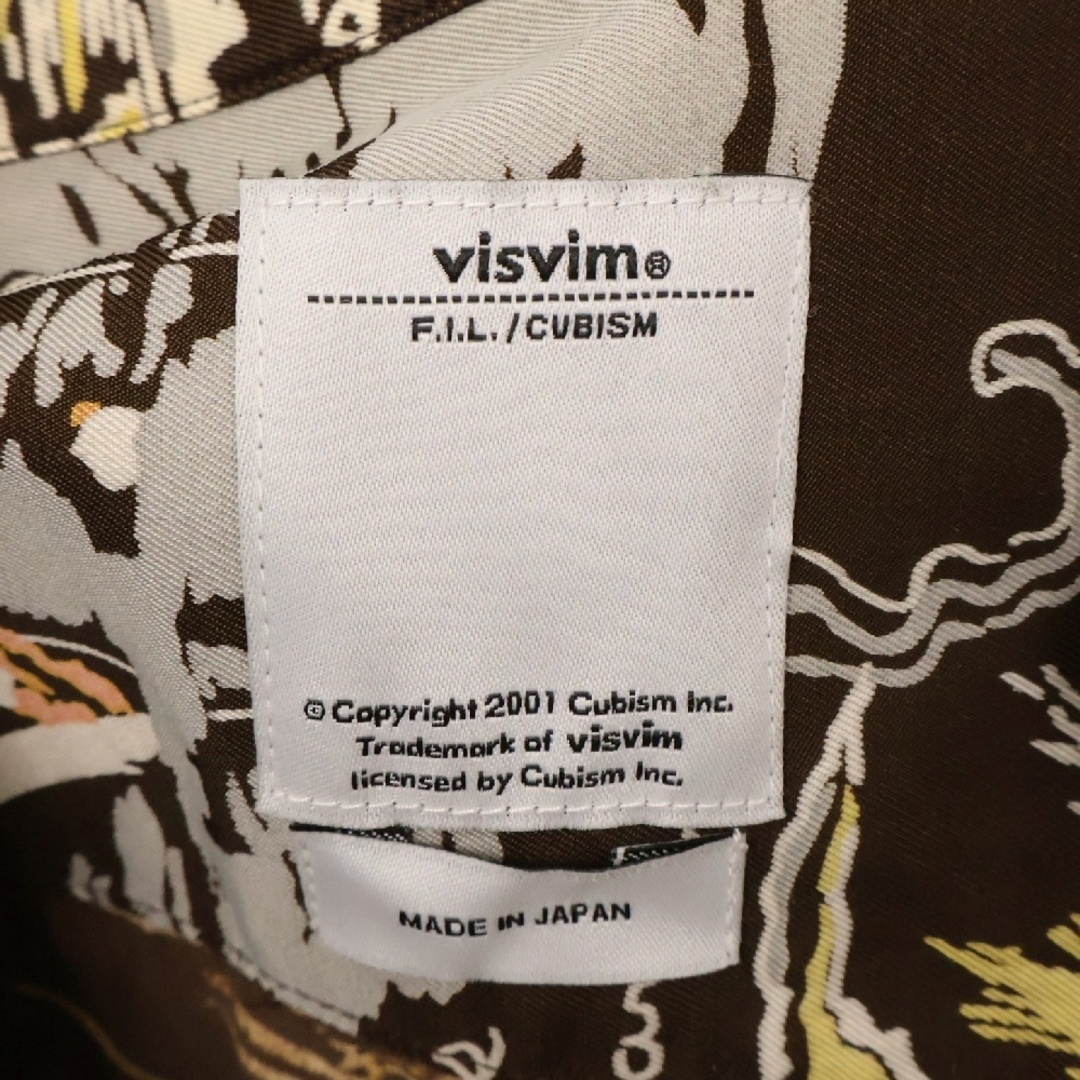 visvim®
F.I.L./CUBISM
© Copyright 2001 Cubism Inc.
Trademark of visvim
licensed by Cubism Inc.
MADE IN JAPAN